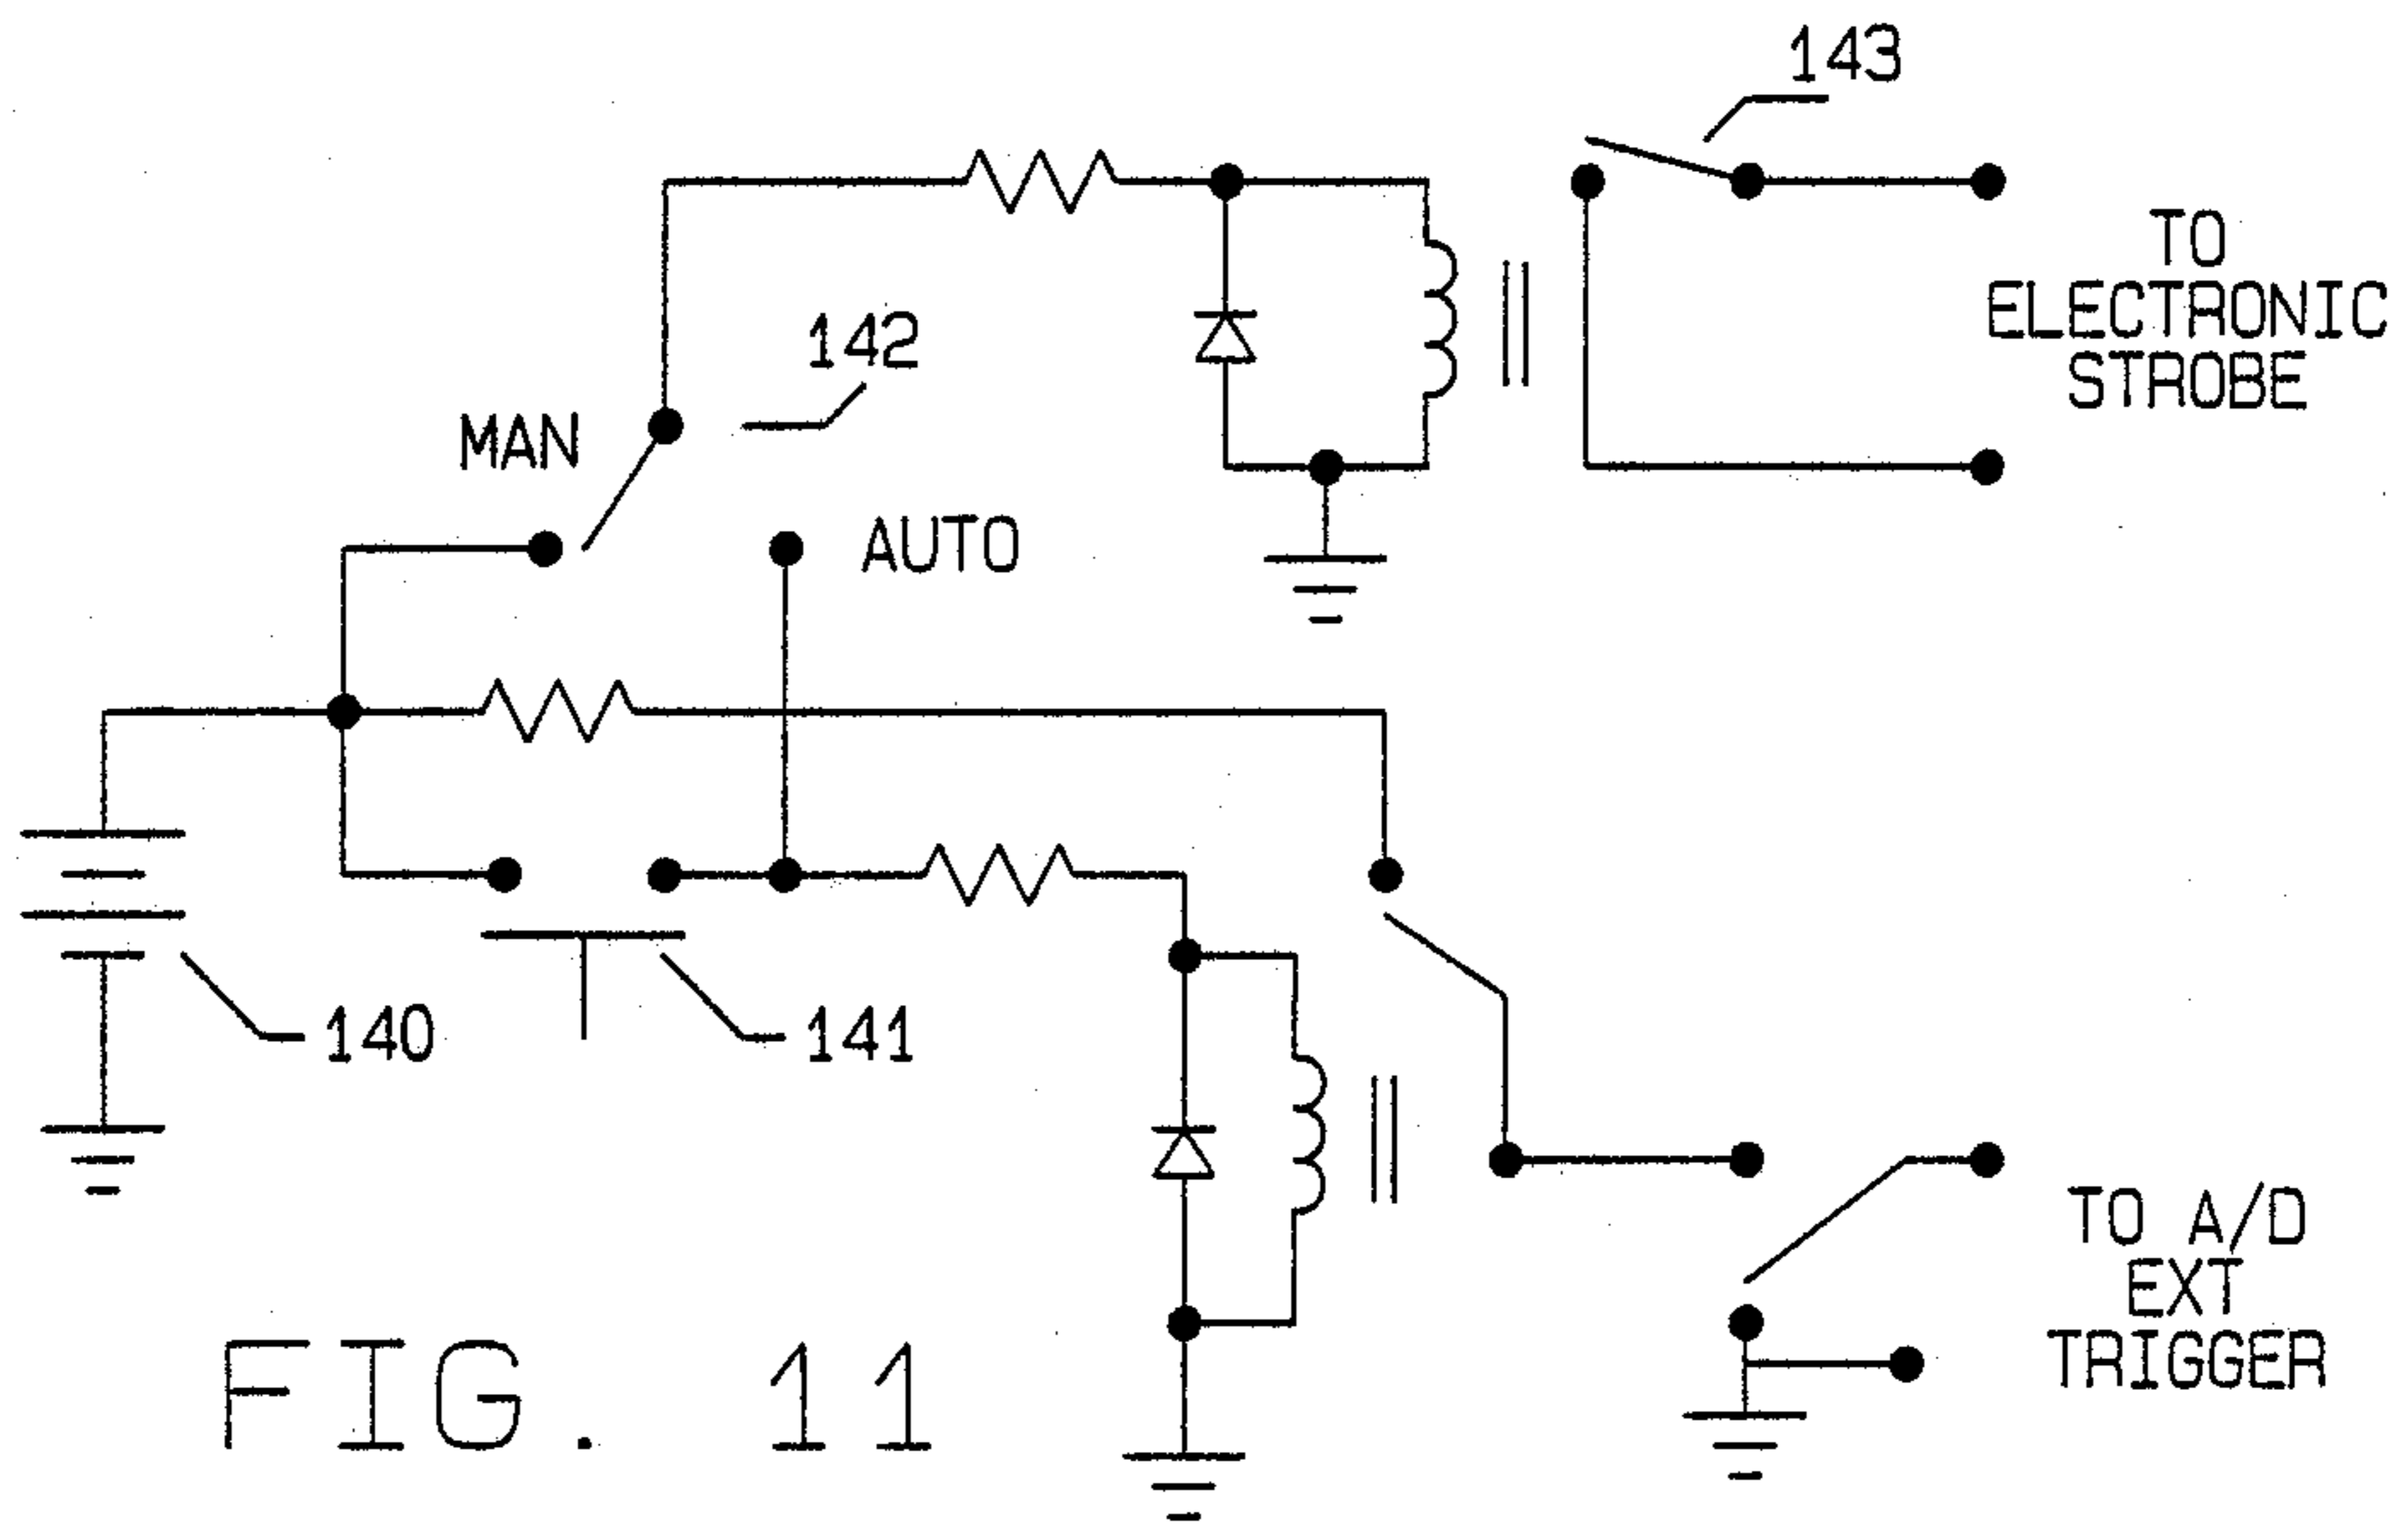 143
TO
ELECTRONIC
STROBE
142
MAN
AUTO
140
141
TO A/D
EXT
TRIGGER
FIG. 11